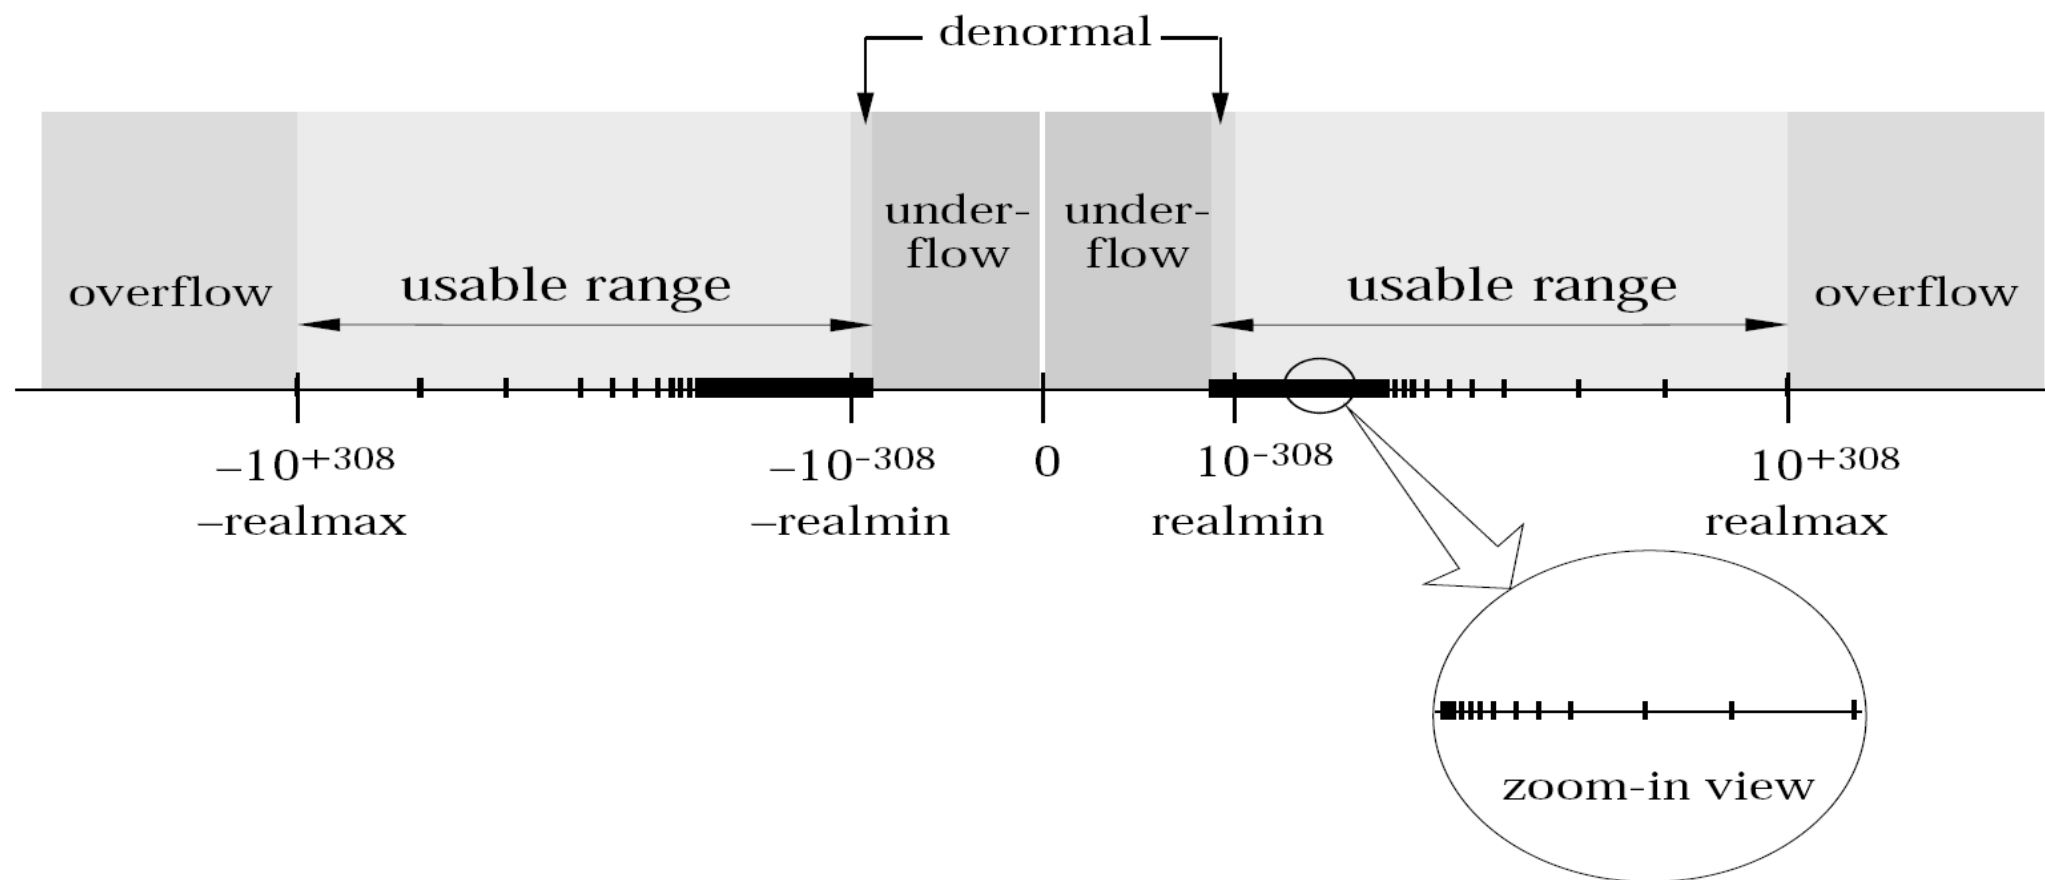 denormal
under- under-
flow flow
overflow usable range usable range overflow
–10+308 –10-308 0 10-308 10+308
–realmax –realmin realmin realmax
zoom-in view